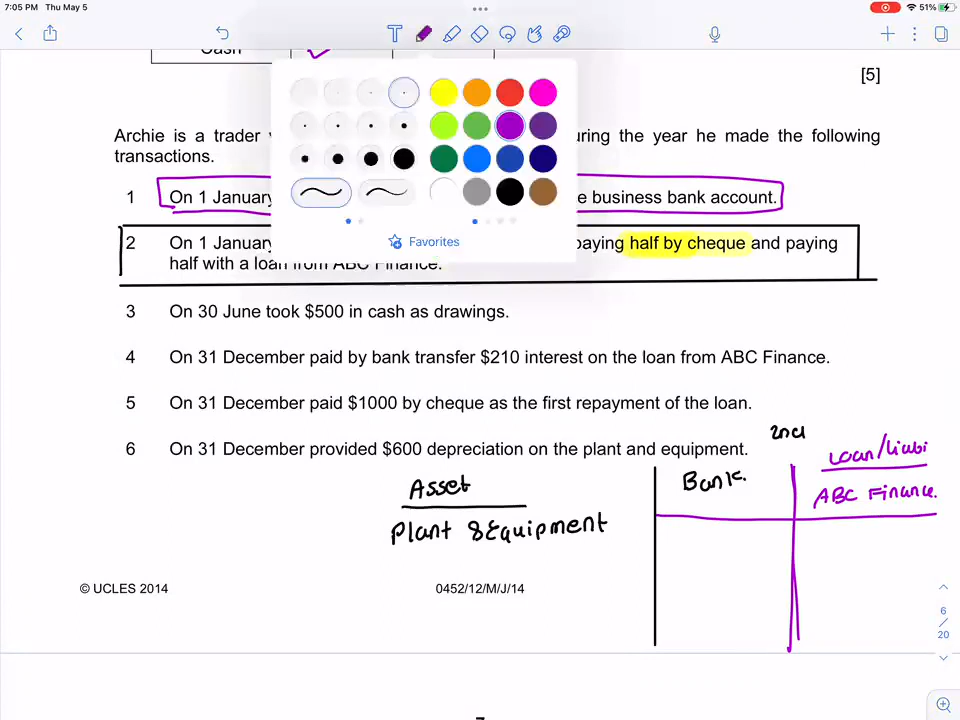 7:05 PM Thu May 5
51%
Cash
[5]
Archie is a trader uring the year he made the following
transactions.
1 On 1 January e business bank account.
2 On 1 January paying half by cheque and paying
half with a loan from ABC Finance.
3 On 30 June took $500 in cash as drawings.
4 On 31 December paid by bank transfer $210 interest on the loan from ABC Finance.
5 On 31 December paid $1000 by cheque as the first repayment of the loan.
6 On 31 December provided $600 depreciation on the plant and equipment.
Favorites
2nd
Loan/liabi
Asset
Bank.
ABC Finance.
Plant & Equipment
© UCLES 2014
0452/12/M/J/14
6
/
20